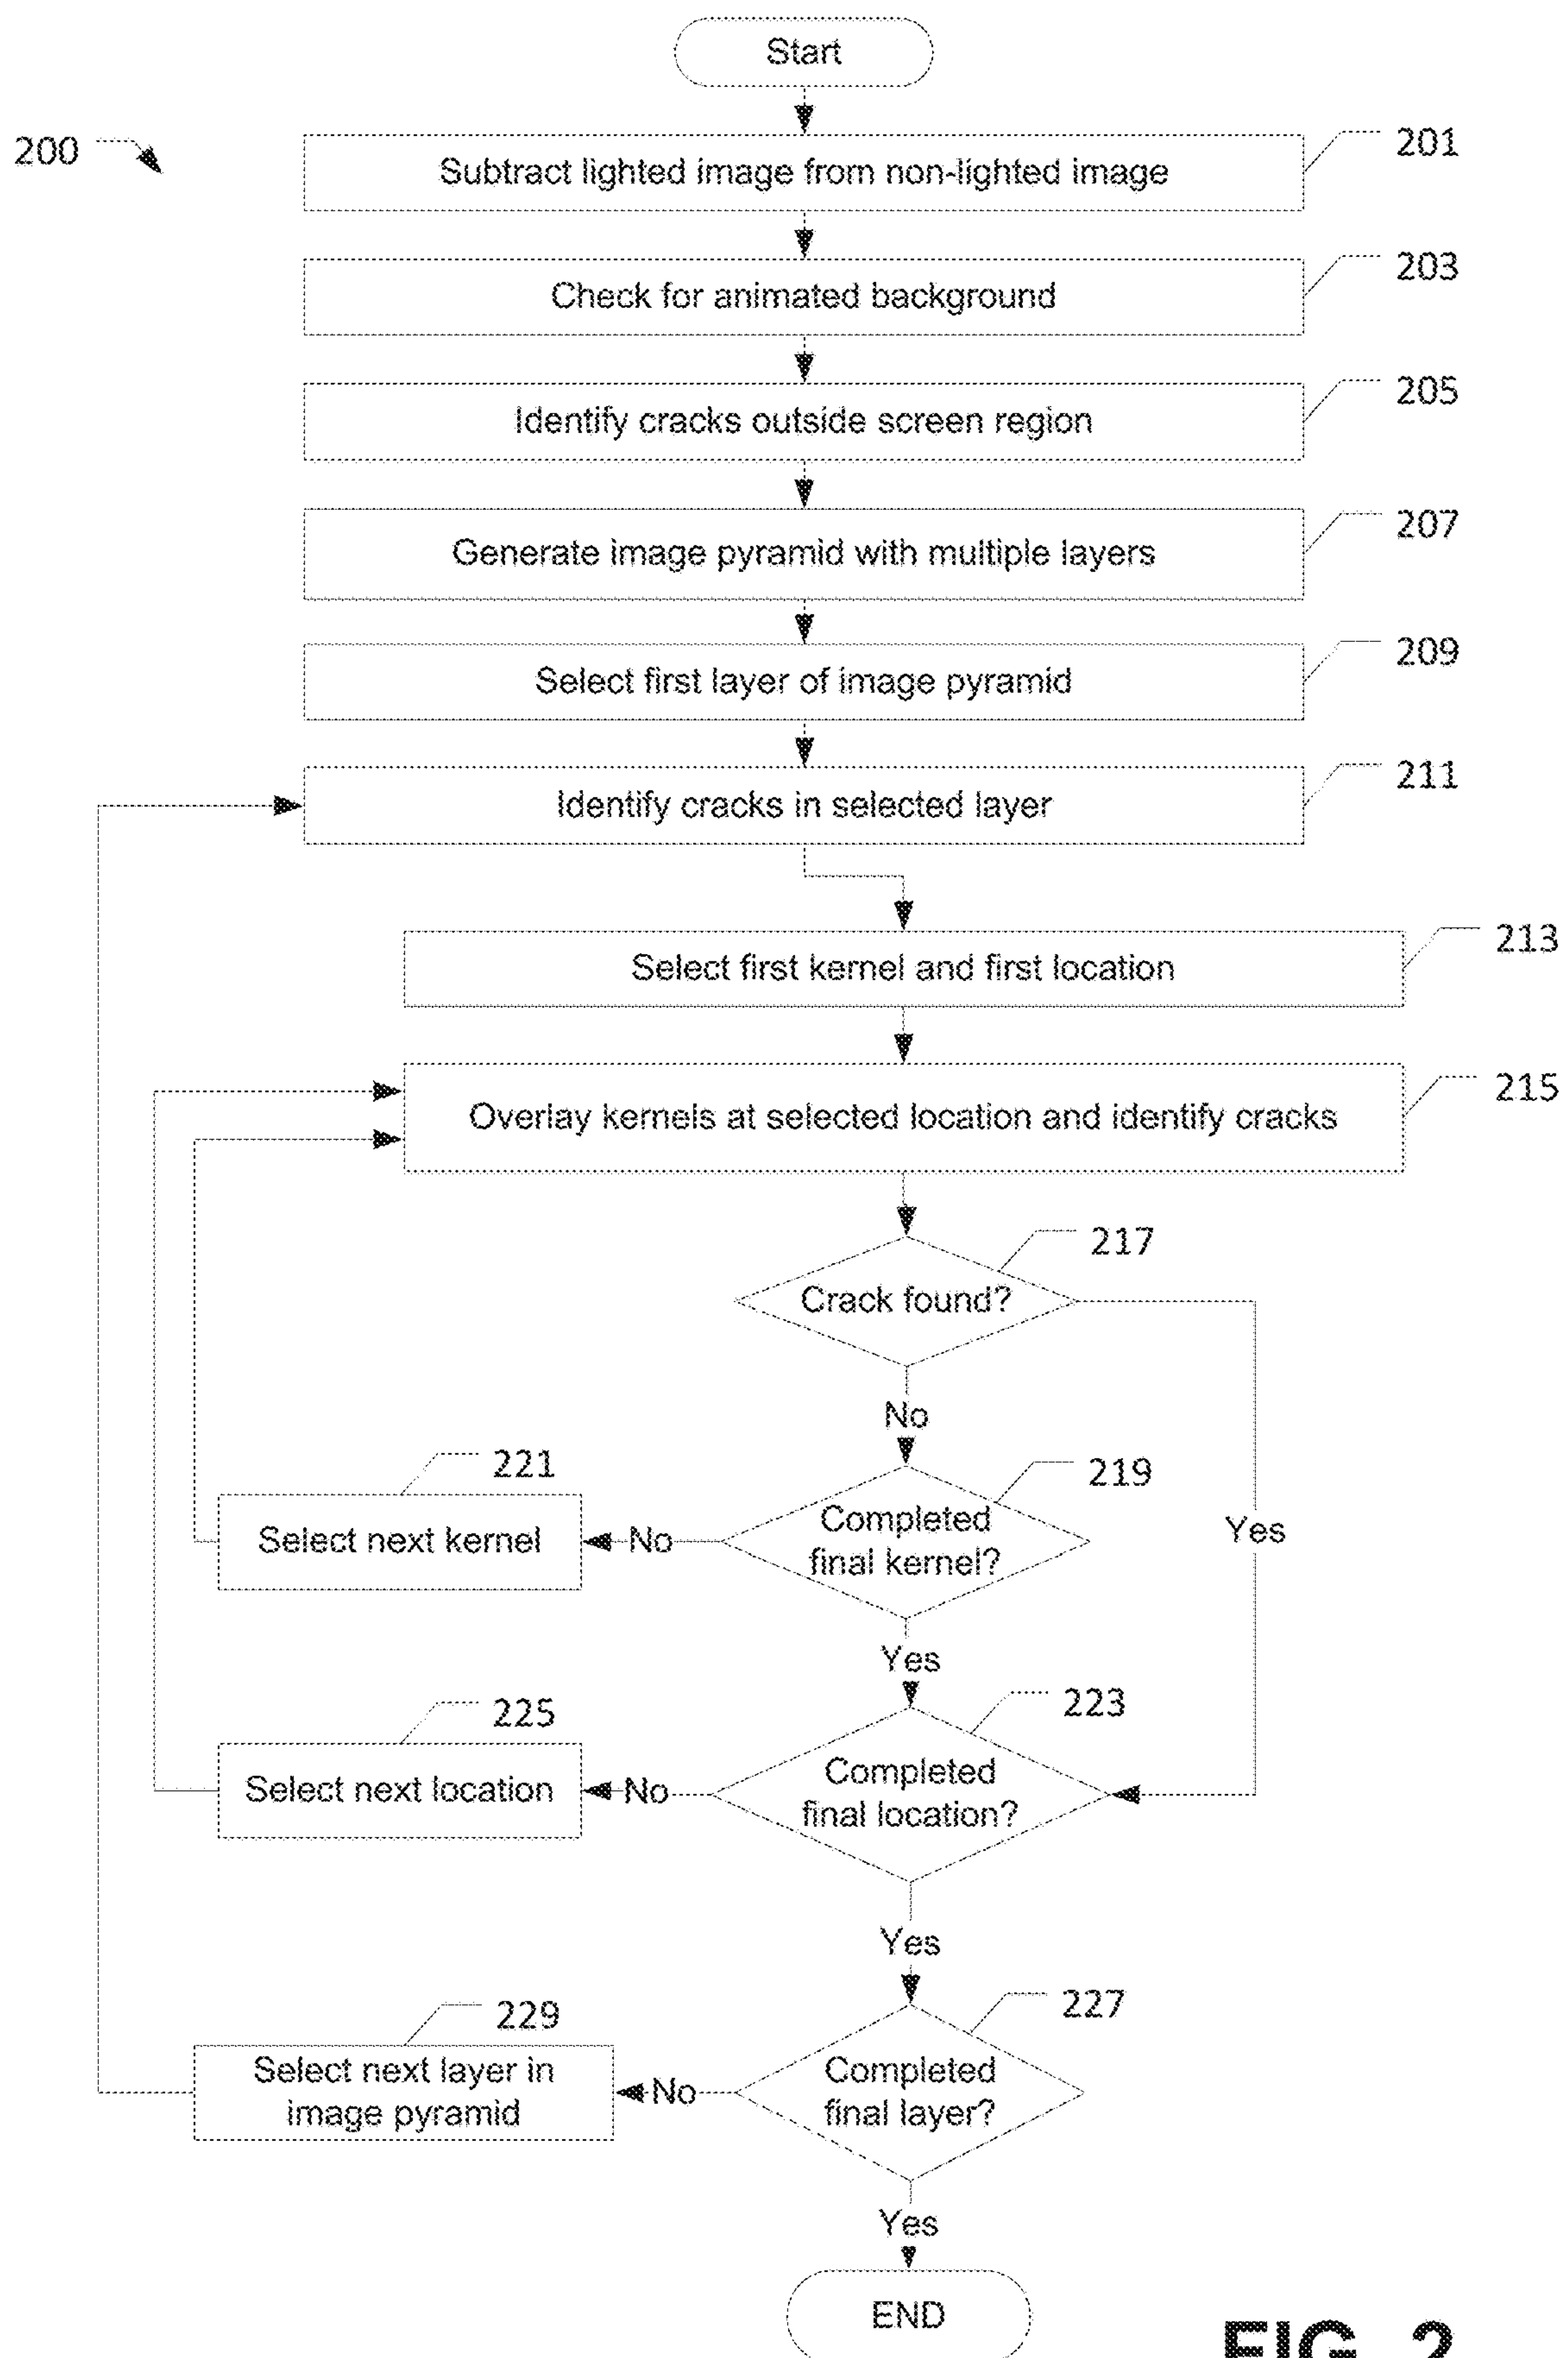 Start
200
201
Subtract lighted image from non-lighted image
203
Check for animated background
205
Identify cracks outside screen region
207
Generate image pyramid with multiple layers
209
Select first layer of image pyramid
211
Identify cracks in selected layer
213
Select first kernel and first location
215
Overlay kernels at selected location and identify cracks
217
Crack found?
No
Yes
219
Completed
final kernel?
No
221
Select next kernel
Yes
223
Completed
final location?
No
225
Select next location
Yes
227
Completed
final layer?
No
229
Select next layer in
image pyramid
Yes
END
FIG. 2